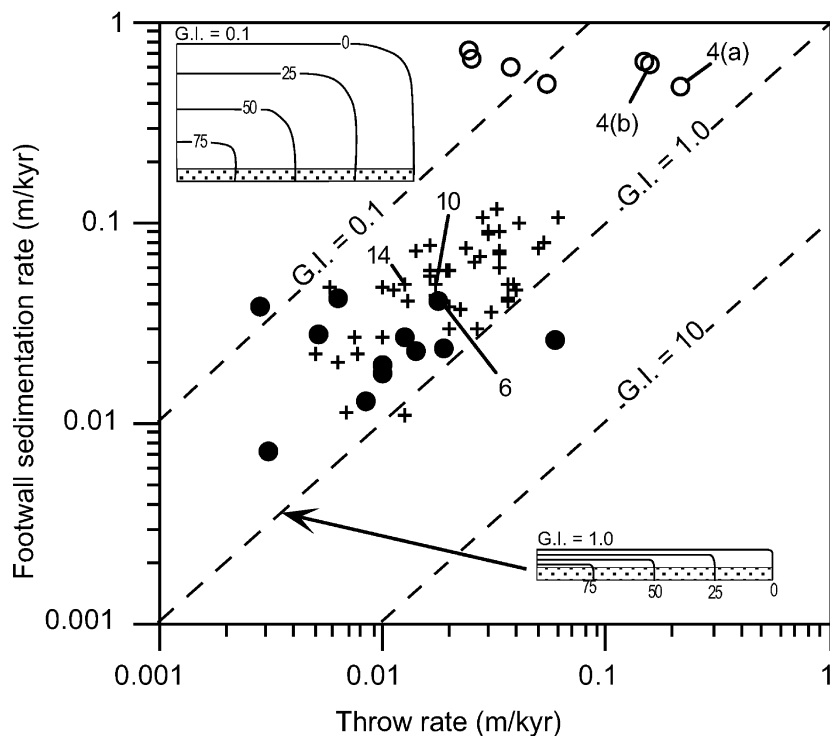 1
G.I. = 0.1
0
25
50
75
4(a)
4(b)
G.I. = 1.0
G.I. = 0.1
10
14
0.1
6
G.I. = 10
0.01
G.I. = 1.0
75
50
25
0
0.001
Footwall sedimentation rate (m/kyr)
0.001
0.01
0.1
1
Throw rate (m/kyr)